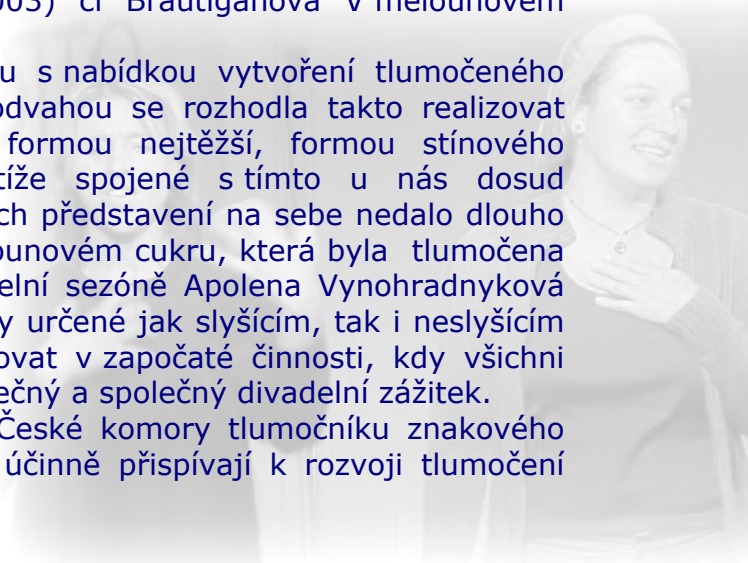 003) či Brautiganova V melounovém
u s nabídkou vytvoření tlumočeného
odvahou se rozhodla takto realizovat
formou nejtěžší, formou stínového
tíže spojené s tímto u nás dosud
ch představení na sebe nedalo dlouho
ounovém cukru, která byla tlumočena
elní sezóně Apolena Vynohradnyková
y určené jak slyšícím, tak i neslyšícím
ovat v započaté činnosti, kdy všichni
ečný a společný divadelní zážitek.
České komory tlumočníku znakového
účinně přispívají k rozvoji tlumočení